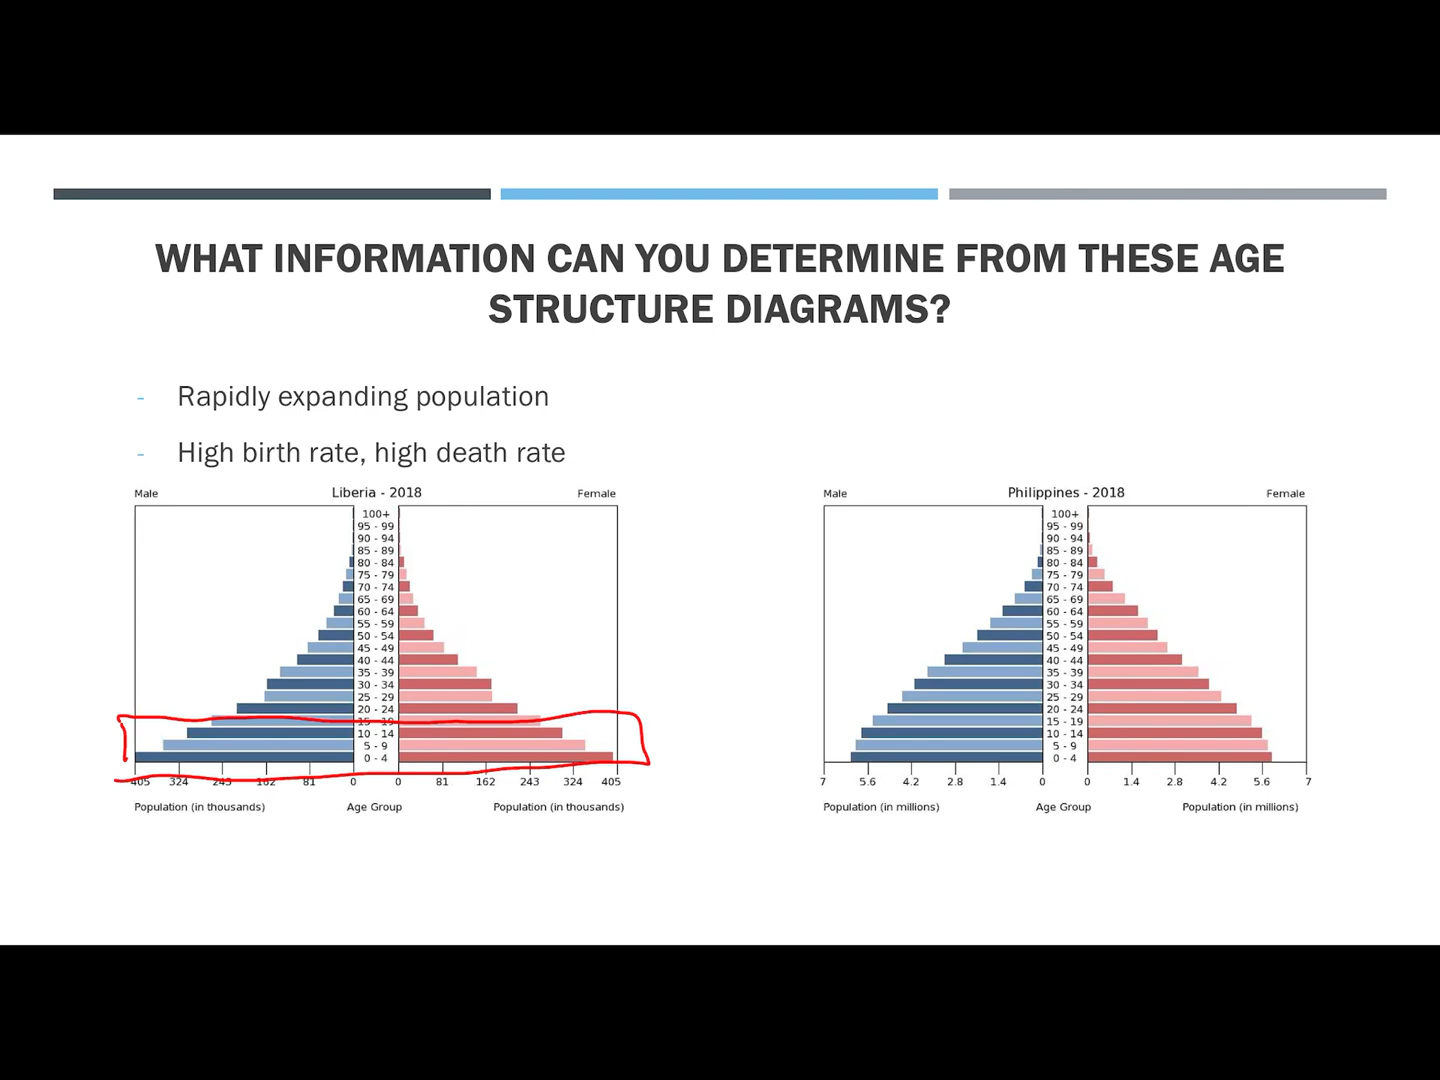 WHAT INFORMATION CAN YOU DETERMINE FROM THESE AGE
STRUCTURE DIAGRAMS?
- Rapidly expanding population
- High birth rate, high death rate
Male Liberia - 2018 Female
100+
95 - 99
90 - 94
85 - 89
80 - 84
75 - 79
70 - 74
65 - 69
60 - 64
55 - 59
50 - 54
45 - 49
40 - 44
35 - 39
30 - 34
25 - 29
20 - 24
15 - 19
10 - 14
5 - 9
0 - 4
405 324 243 162 81 0 0 81 162 243 324 405
Population (in thousands) Age Group Population (in thousands)
Male Philippines - 2018 Female
100+
95 - 99
90 - 94
85 - 89
80 - 84
75 - 79
70 - 74
65 - 69
60 - 64
55 - 59
50 - 54
45 - 49
40 - 44
35 - 39
30 - 34
25 - 29
20 - 24
15 - 19
10 - 14
5 - 9
0 - 4
7 5.6 4.2 2.8 1.4 0 0 1.4 2.8 4.2 5.6 7
Population (in millions) Age Group Population (in millions)